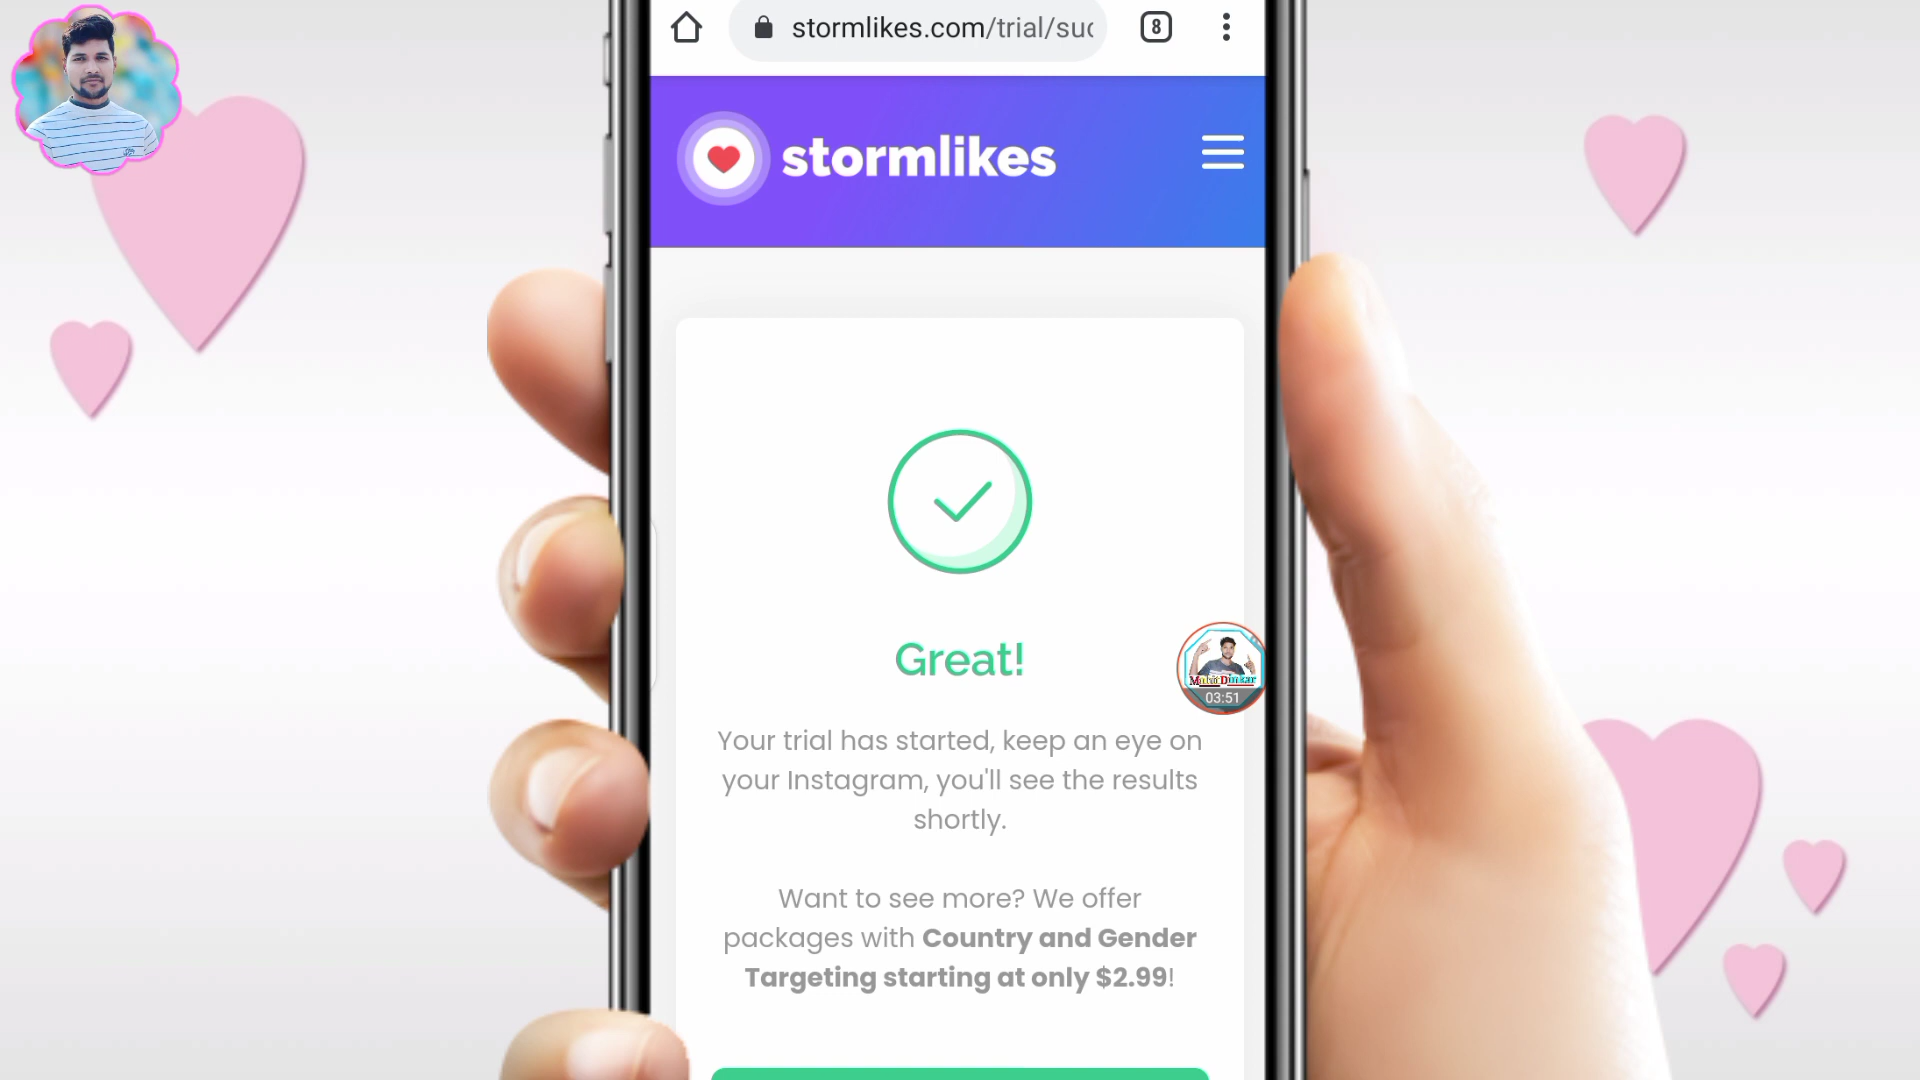 stormlikes.com/trial/suc
8
stormlikes
Great!
03:51
Your trial has started, keep an eye on
your Instagram, you'll see the results
shortly.
Want to see more? We offer
packages with Country and Gender
Targeting starting at only $2.99!